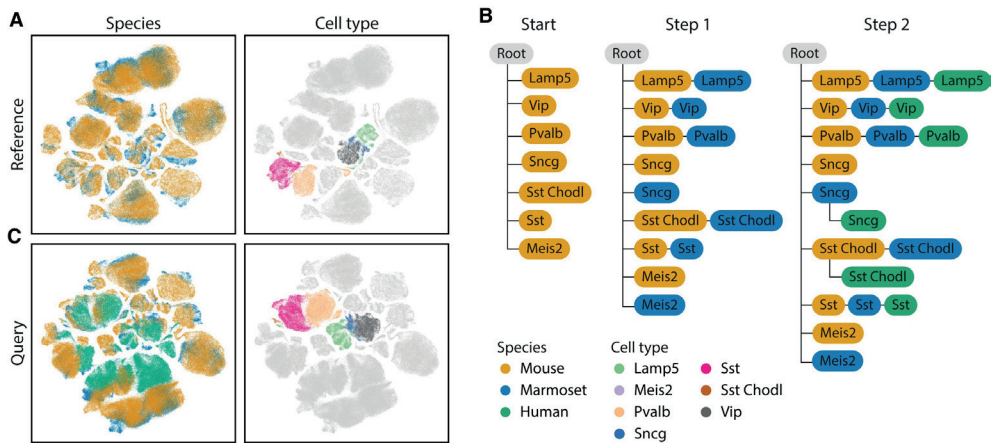 A
Species
Cell type
Reference
C
Query
B
Start
Root
Lamp5
Vip
Pvalb
Sncg
Sst Chodl
Sst
Meis2
Step 1
Root
Lamp5 Lamp5
Vip Vip
Pvalb Pvalb
Sncg
Sncg
Sst Chodl Sst Chodl
Sst Sst
Meis2
Meis2
Step 2
Root
Lamp5 Lamp5 Lamp5
Vip Vip Vip
Pvalb Pvalb Pvalb
Sncg
Sncg
Sncg
Sst Chodl Sst Chodl
Sst Chodl
Sst Sst Sst
Meis2
Meis2
Species
Mouse
Marmoset
Human
Cell type
Lamp5
Meis2
Pvalb
Sncg
Sst
Sst Chodl
Vip